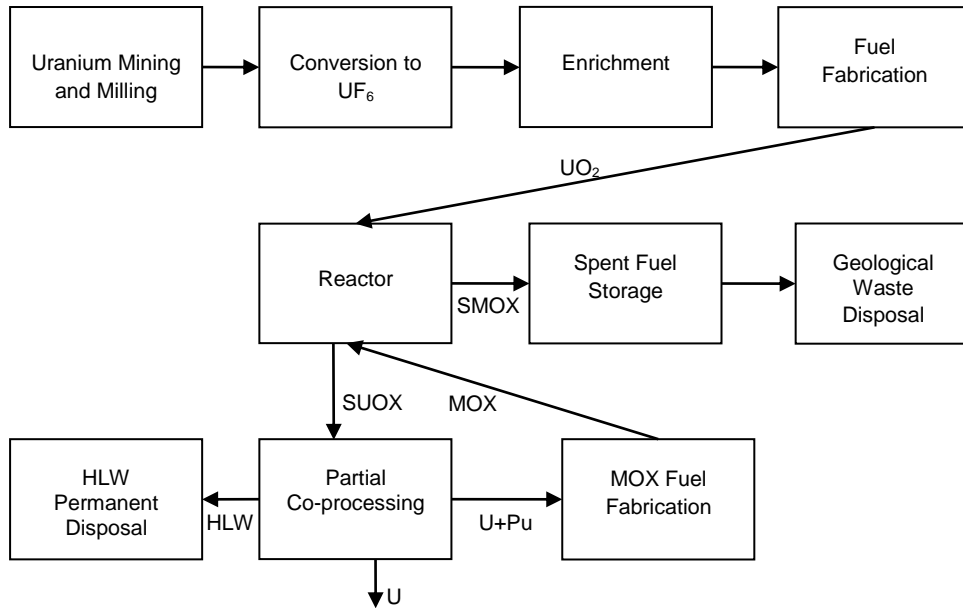 Uranium Mining
and Milling
Conversion to
UF₆
Enrichment
Fuel
Fabrication
UO₂
Reactor
SMOX
Spent Fuel
Storage
Geological
Waste
Disposal
SUOX
MOX
HLW
Permanent
Disposal
HLW
Partial
Co-processing
U+Pu
MOX Fuel
Fabrication
U